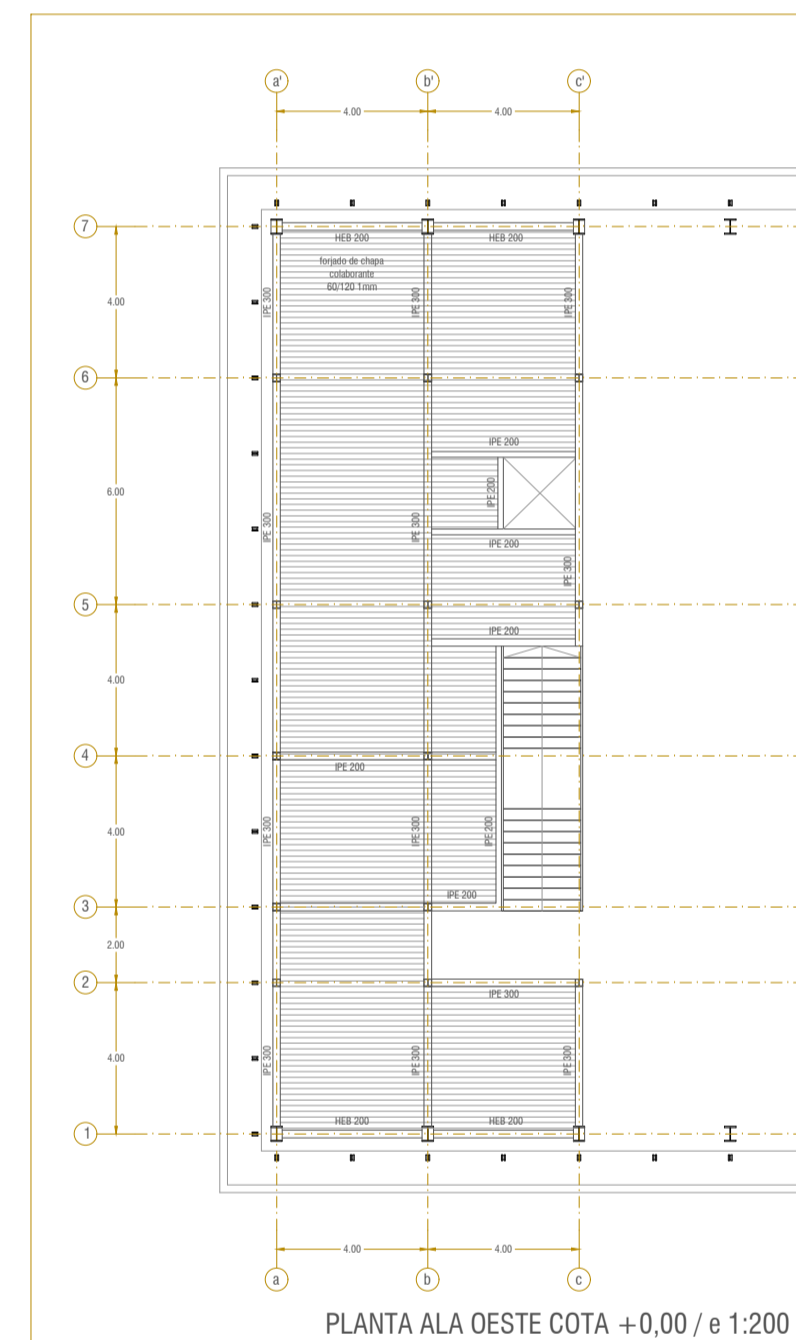 a' b' c'
4.00 4.00
7
HEB 200 HEB 200
forjado de chapa
colaborante
60/120 1mm
IPE 300 IPE 300 IPE 300
4.00
6
IPE 200
6.00
IPE 200
IPE 300 IPE 300
IPE 200
IPE 300
5
IPE 200
4.00
4
IPE 200
4.00
IPE 300 IPE 300 IPE 200
IPE 200
3
2.00
2
IPE 300
4.00
IPE 300 IPE 300 IPE 300
HEB 200 HEB 200
1
4.00 4.00
a b c
PLANTA ALA OESTE COTA +0,00 / e 1:200